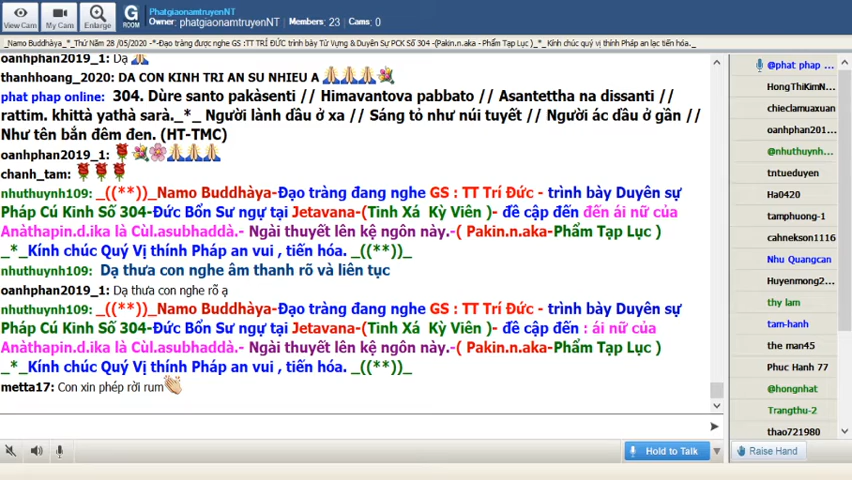 View Cam
My Cam
Enlarge
G
ROOM
PhatgiaonamtruyenNT
Owner: phatgiaonamtruyenNT Members: 23 Cams: 0
_Namo Buddhàya_*_Thứ Năm 28 /05/2020 -*-Đạo tràng được nghe GS :TT TRÍ ĐỨC trình bày Từ Vựng & Duyên Sự PCK Số 304 -(Pakin.n.aka - Phẩm Tạp Lục )_*_ Kính chúc quý vị thính Pháp an lạc tiến hóa._
oanhphan2019_1: Dạ
thanhhoang_2020: DA CON KINH TRI AN SU NHIEU A
phat phap online: 304. Dùre santo pakàsenti // Himavantova pabbato // Asantettha na dissanti //
rattim. khittà yathà sarà._*_ Người lành dầu ở xa // Sáng tỏ như núi tuyết // Người ác dầu ở gần //
Như tên bắn đêm đen. (HT-TMC)
oanhphan2019_1:
chanh_tam:
nhuthuynh109: _((**))_Namo Buddhàya-Đạo tràng đang nghe GS : TT Trí Đức - trình bày Duyên sự
Pháp Cú Kinh Số 304-Đức Bổn Sư ngự tại Jetavana-(Tinh Xá Kỳ Viên )- đề cập đến đến ái nữ của
Anàthapin.d.ika là Cùl.asubhaddà.- Ngài thuyết lên kệ ngôn này.-( Pakin.n.aka-Phẩm Tạp Lục )
_*_Kính chúc Quý Vị thính Pháp an vui , tiến hóa. _((**))_
nhuthuynh109: Dạ thưa con nghe âm thanh rõ và liên tục
oanhphan2019_1: Dạ thưa con nghe rõ ạ
nhuthuynh109: _((**))_Namo Buddhàya-Đạo tràng đang nghe GS : TT Trí Đức - trình bày Duyên sự
Pháp Cú Kinh Số 304-Đức Bổn Sư ngự tại Jetavana-(Tinh Xá Kỳ Viên )- đề cập đến : ái nữ của
Anàthapin.d.ika là Cùl.asubhaddà.- Ngài thuyết lên kệ ngôn này.-( Pakin.n.aka-Phẩm Tạp Lục )
_*_Kính chúc Quý Vị thính Pháp an vui , tiến hóa. _((**))_
metta17: Con xin phép rời rum
@phat phap ...
HongThiKimN...
chieclamuaxuan
oanhphan201...
@nhuthuynh...
tntueduyen
Ha0420
tamphuong-1
cahnekson1116
Nhu Quangcan
Huyenmong2...
thy lam
tam-hanh
the man45
Phuc Hanh 77
@hongnhat
Trangthu-2
thao721980
Hold to Talk
Raise Hand